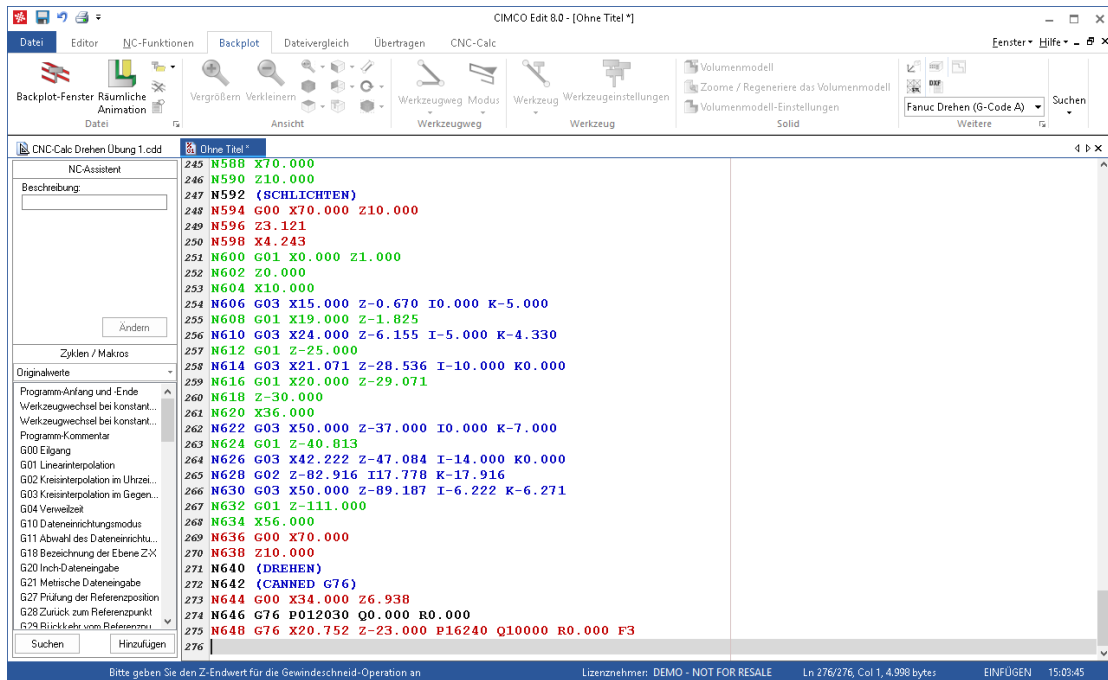 CIMCO Edit 8.0 - [Ohne Titel *]
Datei Editor NC-Funktionen Backplot Dateivergleich Übertragen CNC-Calc Fenster Hilfe
Backplot-Fenster Räumliche Animation
Vergrößern Verkleinern
Werkzeugweg Modus
Werkzeug Werkzeugeinstellungen
Volumenmodell
Zoome / Regeneriere das Volumenmodell
Volumenmodell-Einstellungen
DXF
Fanuc Drehen (G-Code A)
Suchen
Datei Ansicht Werkzeugweg Werkzeug Solid Weitere
CNC-Calc Drehen Übung 1.cdd Ohne Titel *
NC-Assistent
Beschreibung:
Ändern
Zyklen / Makros
Originalwerte
Programm-Anfang und -Ende
Werkzeugwechsel bei konstant...
Werkzeugwechsel bei konstant...
Programm-Kommentar
G00 Eilgang
G01 Linearinterpolation
G02 Kreisinterpolation im Uhrzei...
G03 Kreisinterpolation im Gegen...
G04 Verweilzeit
G10 Dateneinrichtungsmodus
G11 Abwahl des Dateneinrichtu...
G18 Bezeichnung der Ebene Z-X
G20 Inch-Dateneingabe
G21 Metrische Dateneingabe
G27 Prüfung der Referenzposition
G28 Zurück zum Referenzpunkt
G29 Rückkehr vom Referenzpu...
Suchen Hinzufügen
245 N588 X70.000
246 N590 Z10.000
247 N592 (SCHLICHTEN)
248 N594 G00 X70.000 Z10.000
249 N596 Z3.121
250 N598 X4.243
251 N600 G01 X0.000 Z1.000
252 N602 Z0.000
253 N604 X10.000
254 N606 G03 X15.000 Z-0.670 I0.000 K-5.000
255 N608 G01 X19.000 Z-1.825
256 N610 G03 X24.000 Z-6.155 I-5.000 K-4.330
257 N612 G01 Z-25.000
258 N614 G03 X21.071 Z-28.536 I-10.000 K0.000
259 N616 G01 X20.000 Z-29.071
260 N618 Z-30.000
261 N620 X36.000
262 N622 G03 X50.000 Z-37.000 I0.000 K-7.000
263 N624 G01 Z-40.813
264 N626 G03 X42.222 Z-47.084 I-14.000 K0.000
265 N628 G02 Z-82.916 I17.778 K-17.916
266 N630 G03 X50.000 Z-89.187 I-6.222 K-6.271
267 N632 G01 Z-111.000
268 N634 X56.000
269 N636 G00 X70.000
270 N638 Z10.000
271 N640 (DREHEN)
272 N642 (CANNED G76)
273 N644 G00 X34.000 Z6.938
274 N646 G76 P012030 Q0.000 R0.000
275 N648 G76 X20.752 Z-23.000 P16240 Q10000 R0.000 F3
276
Bitte geben Sie den Z-Endwert für die Gewindeschneid-Operation an Lizenznehmer: DEMO - NOT FOR RESALE Ln 276/276, Col 1, 4.998 bytes EINFÜGEN 15:03:45